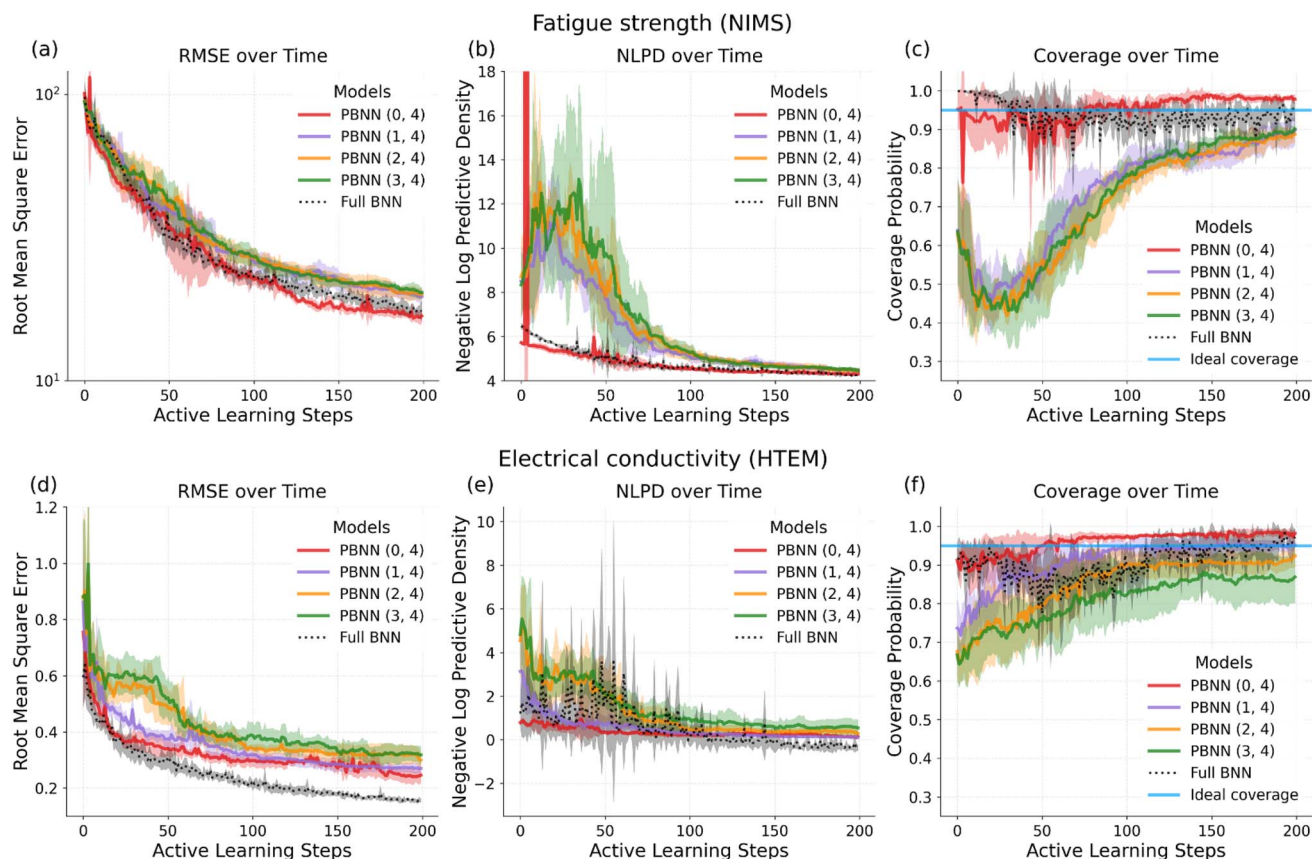 Fatigue strength (NIMS)
(a)
RMSE over Time
Root Mean Square Error
10²
10¹
Models
PBNN (0, 4)
PBNN (1, 4)
PBNN (2, 4)
PBNN (3, 4)
Full BNN
0 50 100 150 200
Active Learning Steps
(b)
NLPD over Time
Negative Log Predictive Density
18
16
14
12
10
8
6
4
Models
PBNN (0, 4)
PBNN (1, 4)
PBNN (2, 4)
PBNN (3, 4)
Full BNN
0 50 100 150 200
Active Learning Steps
(c)
Coverage over Time
Coverage Probability
1.0
0.9
0.8
0.7
0.6
0.5
0.4
0.3
Models
PBNN (0, 4)
PBNN (1, 4)
PBNN (2, 4)
PBNN (3, 4)
Full BNN
Ideal coverage
0 50 100 150 200
Active Learning Steps
Electrical conductivity (HTEM)
(d)
RMSE over Time
Root Mean Square Error
1.2
1.0
0.8
0.6
0.4
0.2
Models
PBNN (0, 4)
PBNN (1, 4)
PBNN (2, 4)
PBNN (3, 4)
Full BNN
0 50 100 150 200
Active Learning Steps
(e)
NLPD over Time
Negative Log Predictive Density
10
8
6
4
2
0
−2
Models
PBNN (0, 4)
PBNN (1, 4)
PBNN (2, 4)
PBNN (3, 4)
Full BNN
0 50 100 150 200
Active Learning Steps
(f)
Coverage over Time
Coverage Probability
1.0
0.9
0.8
0.7
0.6
0.5
0.4
0.3
Models
PBNN (0, 4)
PBNN (1, 4)
PBNN (2, 4)
PBNN (3, 4)
Full BNN
Ideal coverage
0 50 100 150 200
Active Learning Steps